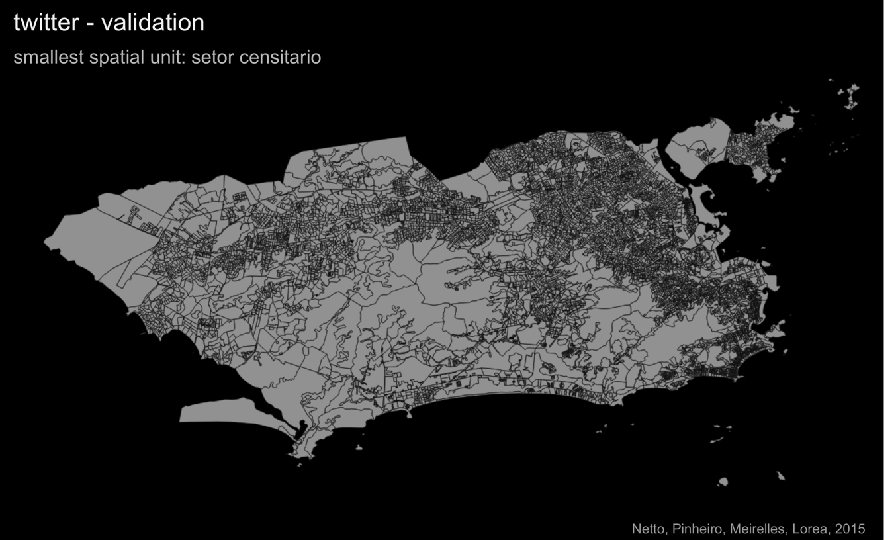 twitter - validation
smallest spatial unit: setor censitario
Netto, Pinheiro, Meirelles, Lorea, 2015